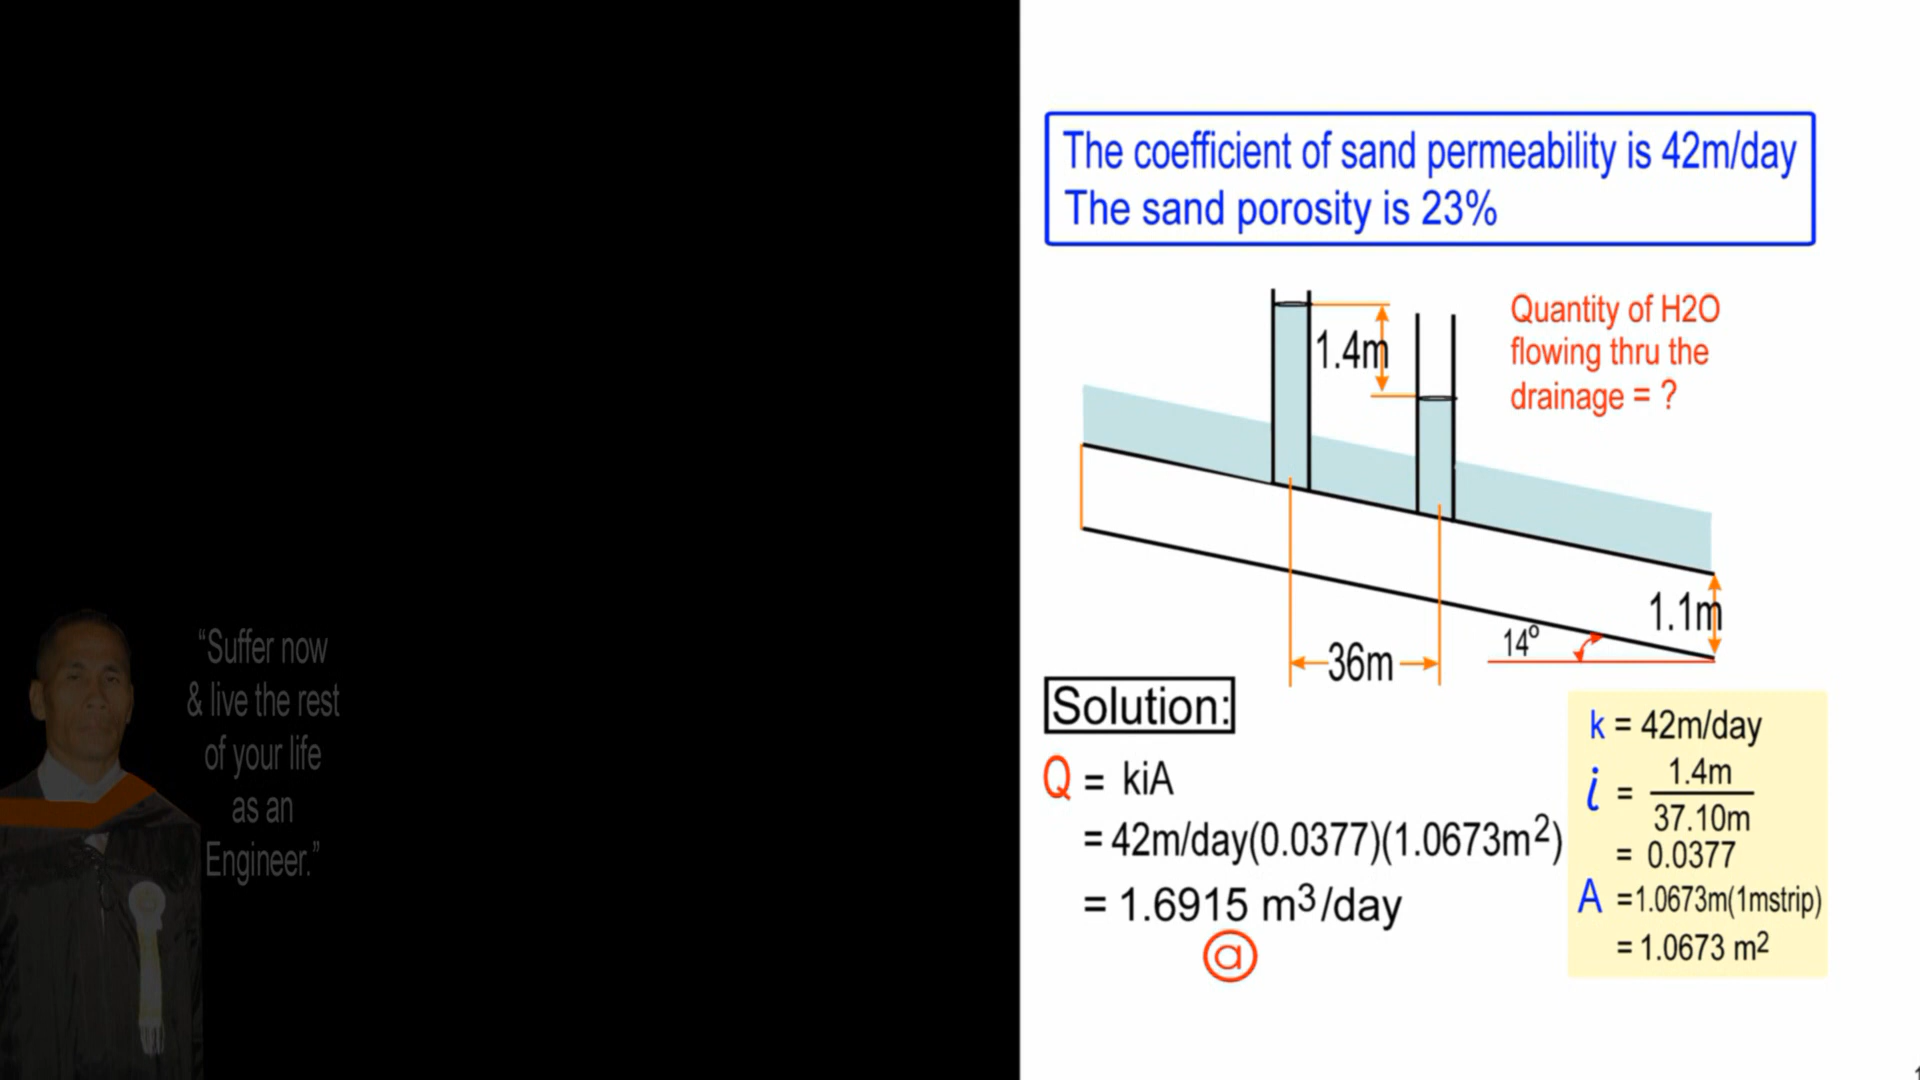 “Suffer now
& live the rest
of your life
as an
Engineer.”
The coefficient of sand permeability is 42m/day
The sand porosity is 23%
Quantity of H2O
flowing thru the
drainage = ?
1.4m
1.1m
14º
36m
Solution:
Q = kiA
= 42m/day(0.0377)(1.0673m²)
= 1.6915 m³/day
a
k = 42m/day
i = 1.4m
37.10m
= 0.0377
A =1.0673m(1mstrip)
= 1.0673 m²